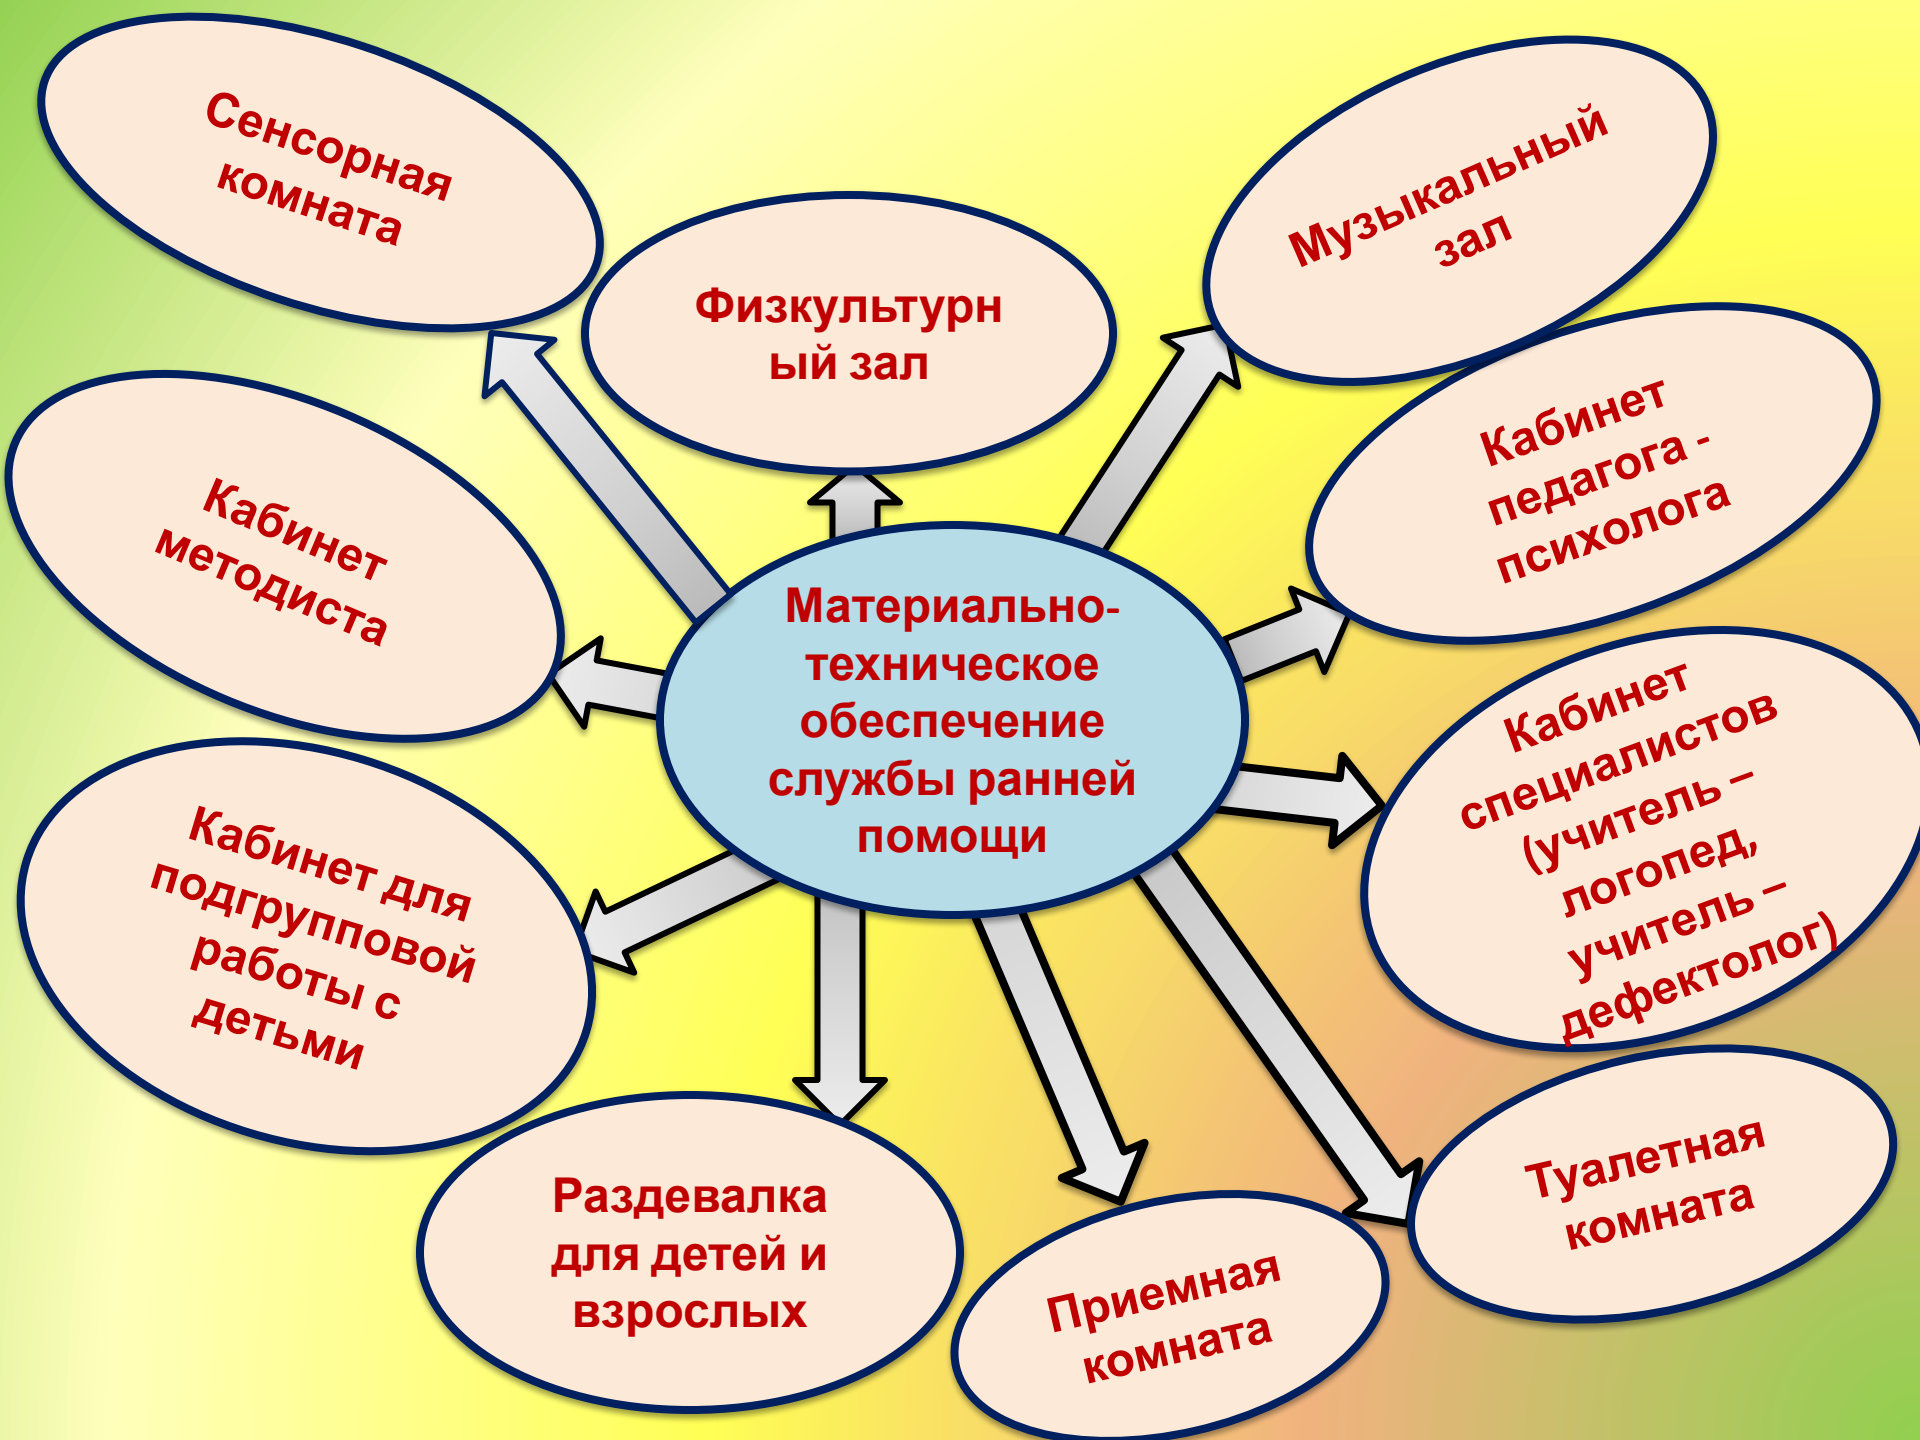 Сенсорная
комната
Физкультурн
ый зал
Музыкальный
зал
Кабинет
педагога -
психолога
Кабинет
методиста
Материально-
техническое
обеспечение
службы ранней
помощи
Кабинет
специалистов
(учитель –
логопед,
учитель –
дефектолог)
Кабинет для
подгрупповой
работы с
детьми
Раздевалка
для детей и
взрослых
Приемная
комната
Туалетная
комната